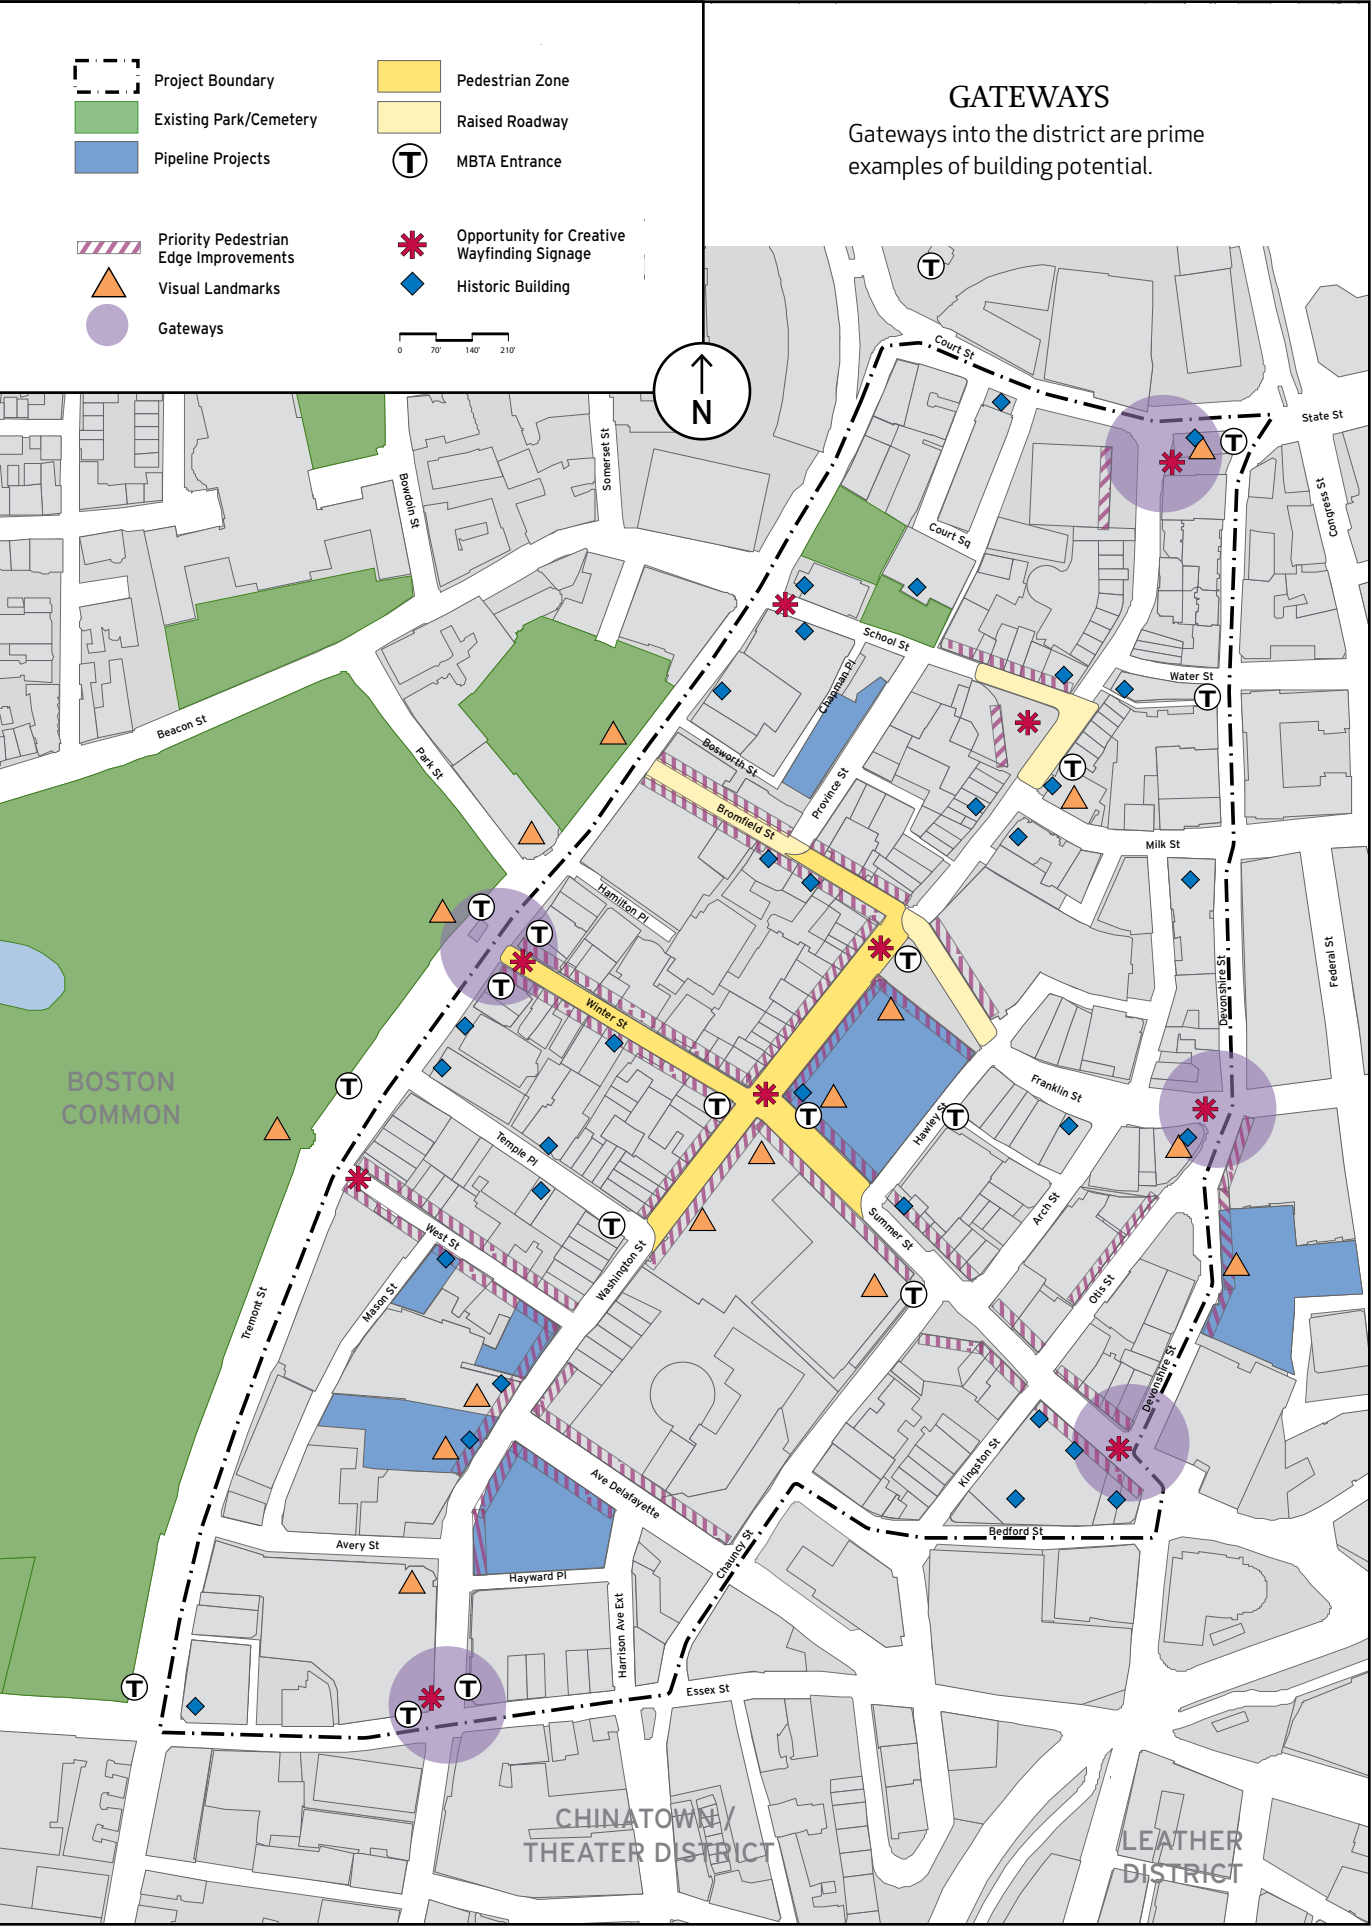 Project Boundary
Existing Park/Cemetery
Pipeline Projects
Pedestrian Zone
Raised Roadway
T
MBTA Entrance
Priority Pedestrian
Edge Improvements
Visual Landmarks
Gateways
Opportunity for Creative
Wayfinding Signage
Historic Building
0 70' 140' 210'
N
GATEWAYS
Gateways into the district are prime
examples of building potential.
T
Court St
State St
T
Somerset St
Bowdoin St
Congress St
Court Sq
School St
Chapman Pl
Water St
T
Beacon St
Park St
Bosworth St
Province St
T
Bromfield St
Milk St
Hamilton Pl
T
T
T
T
Winter St
Devonshire St
Federal St
BOSTON
COMMON
T
T
T
T
Franklin St
Hawley St
Temple Pl
Arch St
T
Summer St
West St
Washington St
T
Otis St
Mason St
Tremont St
Devonshire St
Kingston St
Ave Delafayette
Bedford St
Avery St
Chauncy St
Hayward Pl
Harrison Ave Ext
T
T
T
Essex St
CHINATOWN /
THEATER DISTRICT
LEATHER
DISTRICT